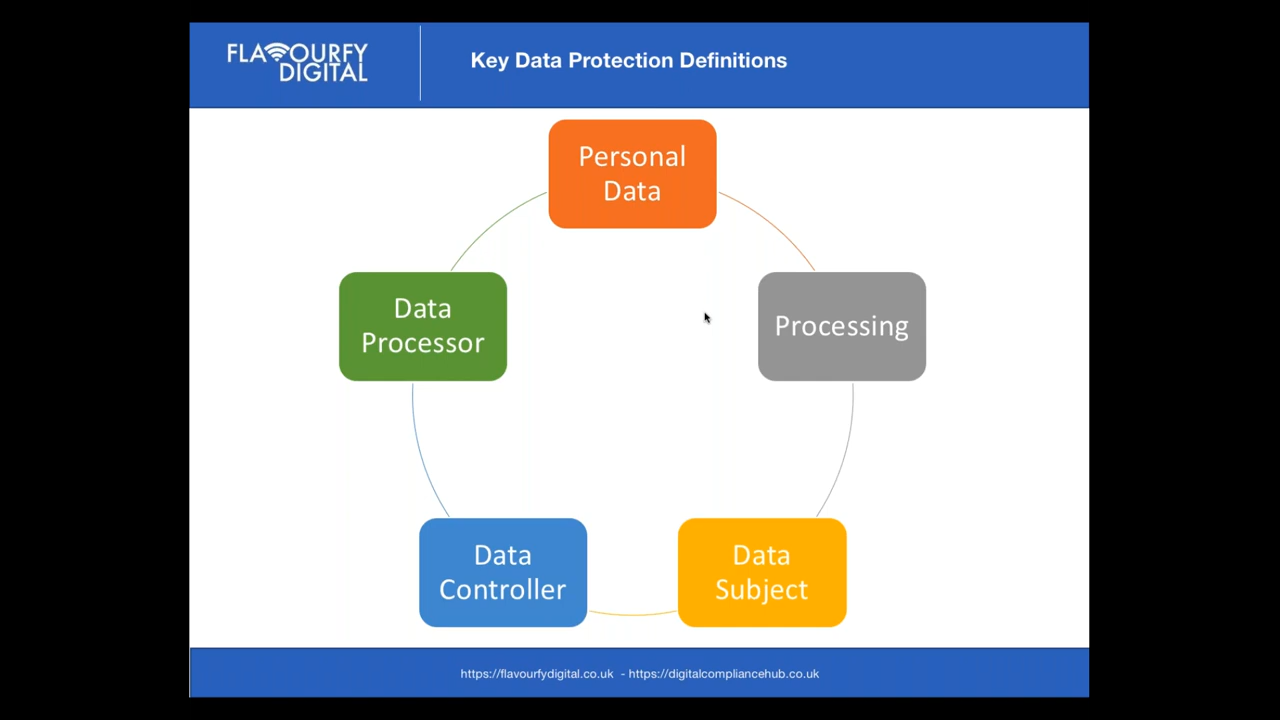 FLAVOURFY
DIGITAL
Key Data Protection Definitions
Personal
Data
Data
Processor
Processing
Data
Controller
Data
Subject
https://flavourfydigital.co.uk - https://digitalcompliancehub.co.uk